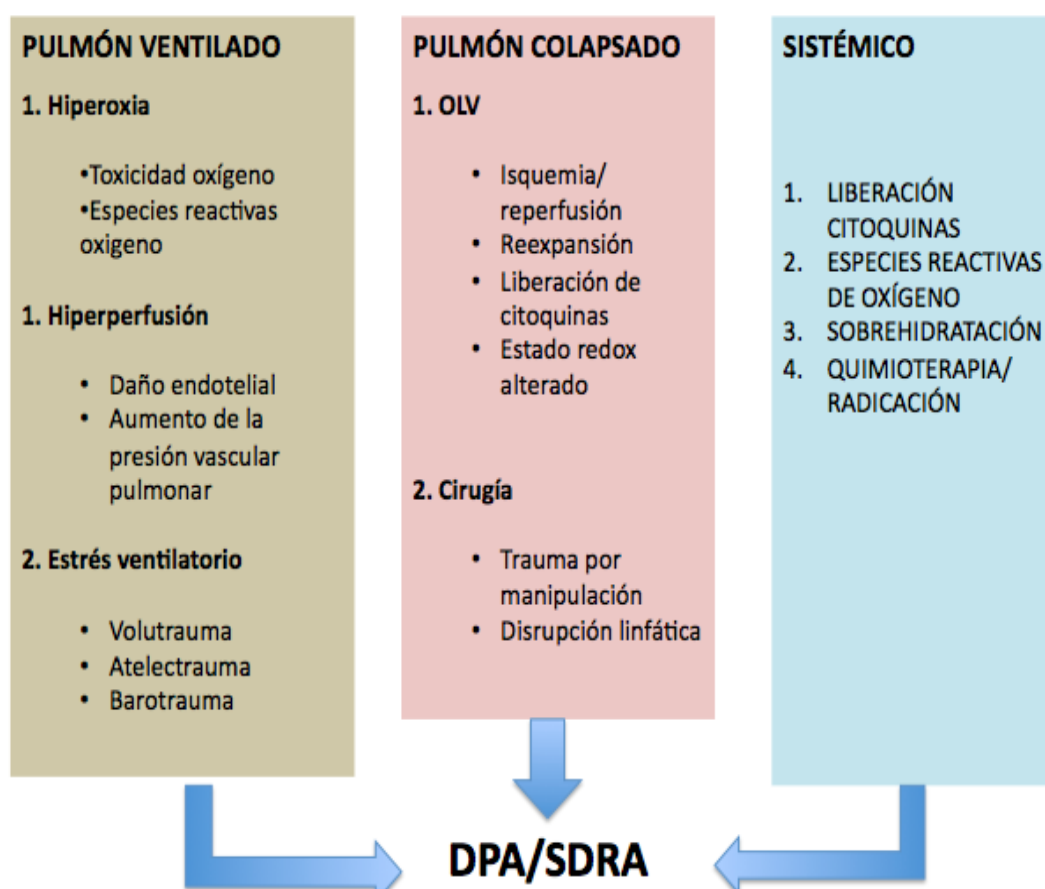 PULMÓN VENTILADO
1. Hiperoxia
•Toxicidad oxígeno
•Especies reactivas
oxigeno
1. Hiperperfusión
• Daño endotelial
• Aumento de la
presión vascular
pulmonar
2. Estrés ventilatorio
• Volutrauma
• Atelectrauma
• Barotrauma
PULMÓN COLAPSADO
1. OLV
• Isquemia/
reperfusión
• Reexpansión
• Liberación de
citoquinas
• Estado redox
alterado
2. Cirugía
• Trauma por
manipulación
• Disrupción linfática
SISTÉMICO
1. LIBERACIÓN
CITOQUINAS
2. ESPECIES REACTIVAS
DE OXÍGENO
3. SOBREHIDRATACIÓN
4. QUIMIOTERAPIA/
RADICACIÓN
DPA/SDRA